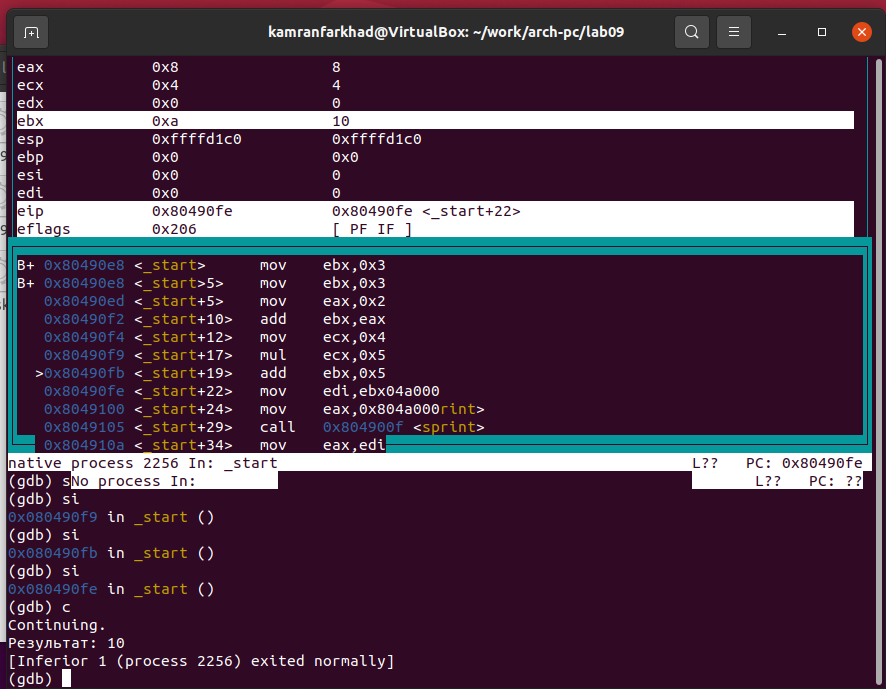 kamranfarkhad@VirtualBox: ~/work/arch-pc/lab09
eax 0x8 8
ecx 0x4 4
edx 0x0 0
ebx 0xa 10
esp 0xffffd1c0 0xffffd1c0
ebp 0x0 0x0
esi 0x0 0
edi 0x0 0
eip 0x80490fe 0x80490fe <_start+22>
eflags 0x206 [ PF IF ]
B+ 0x80490e8 <_start> mov ebx,0x3
B+ 0x80490e8 <_start>5> mov ebx,0x3
0x80490ed <_start+5> mov eax,0x2
0x80490f2 <_start+10> add ebx,eax
0x80490f4 <_start+12> mov ecx,0x4
0x80490f9 <_start+17> mul ecx,0x5
>0x80490fb <_start+19> add ebx,0x5
0x80490fe <_start+22> mov edi,ebx04a000
0x8049100 <_start+24> mov eax,0x804a000rint>
0x8049105 <_start+29> call 0x804900f <sprint>
0x804910a <_start+34> mov eax,edi
native process 2256 In: _start L?? PC: 0x80490fe
(gdb) sNo process In: L?? PC: ??
(gdb) si
0x080490f9 in _start ()
(gdb) si
0x080490fb in _start ()
(gdb) si
0x080490fe in _start ()
(gdb) c
Continuing.
Результат: 10
[Inferior 1 (process 2256) exited normally]
(gdb)